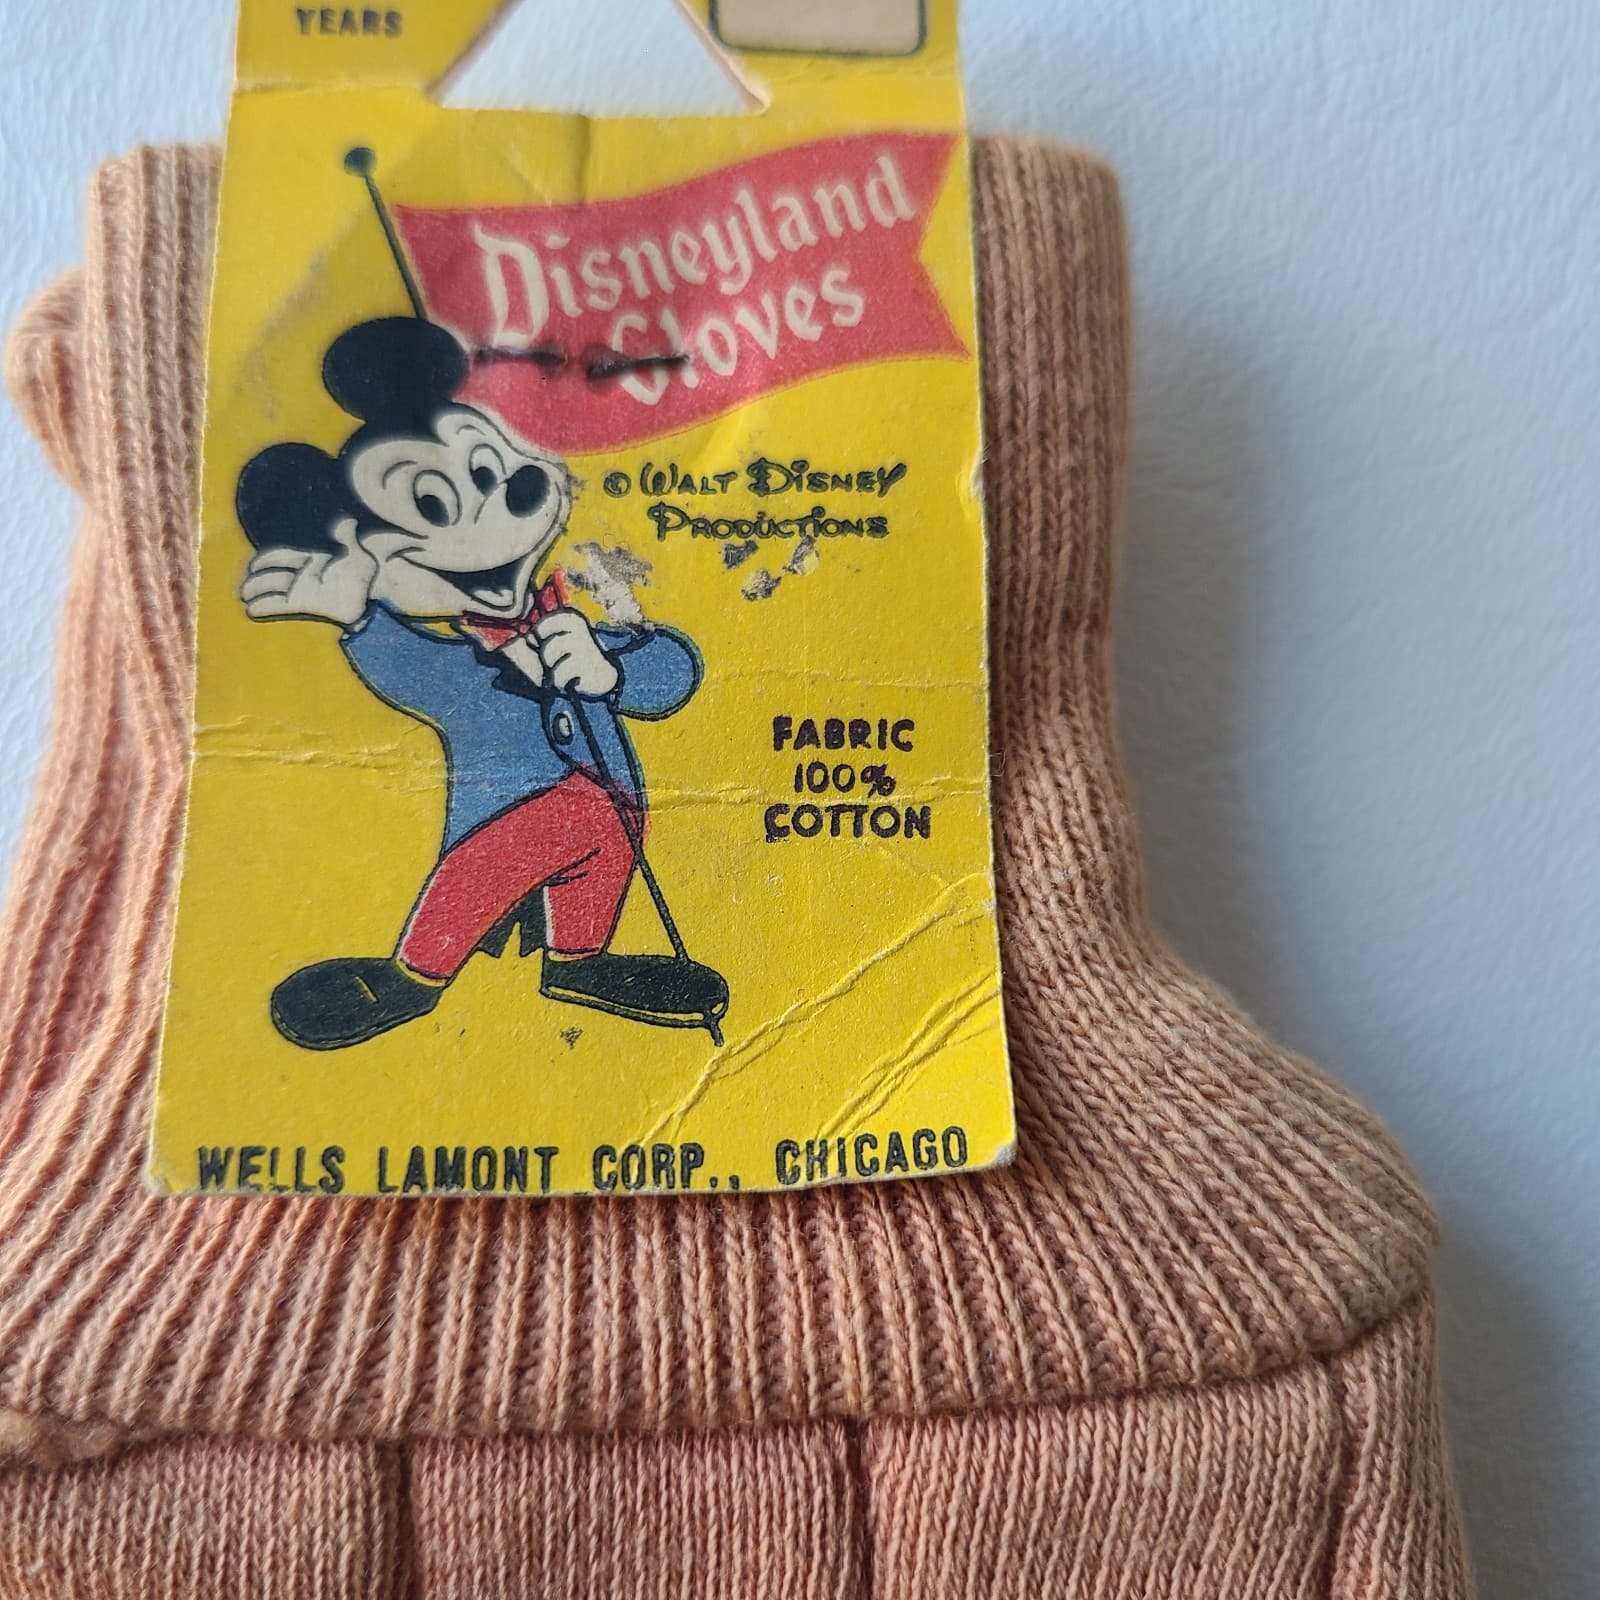 YEARS
Disneyland
Gloves
© WALT DISNEY
PRODUCTIONS
FABRIC
100%
COTTON
WELLS LAMONT CORP., CHICAGO